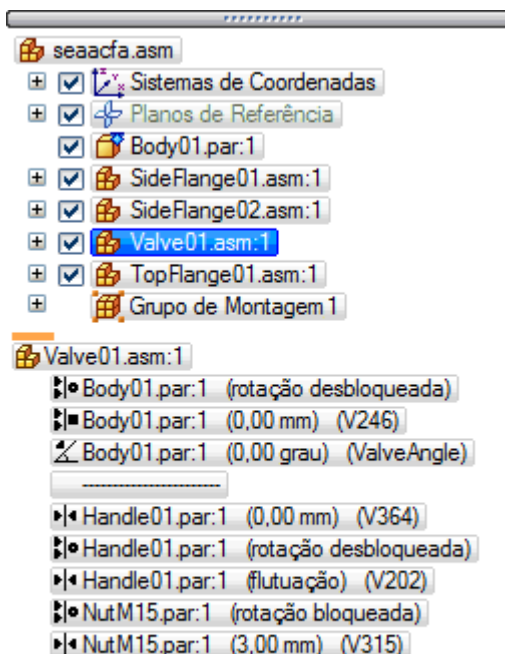 seaacfa.asm
Sistemas de Coordenadas
Planos de Referência
Body01.par:1
SideFlange01.asm:1
SideFlange02.asm:1
Valve01.asm:1
TopFlange01.asm:1
Grupo de Montagem 1
Valve01.asm:1
Body01.par:1 (rotação desbloqueada)
Body01.par:1 (0,00 mm) (V246)
Body01.par:1 (0,00 grau) (ValveAngle)
-----------------------
Handle01.par:1 (0,00 mm) (V364)
Handle01.par:1 (rotação desbloqueada)
Handle01.par:1 (flutuação) (V202)
NutM15.par:1 (rotação bloqueada)
NutM15.par:1 (3,00 mm) (V315)